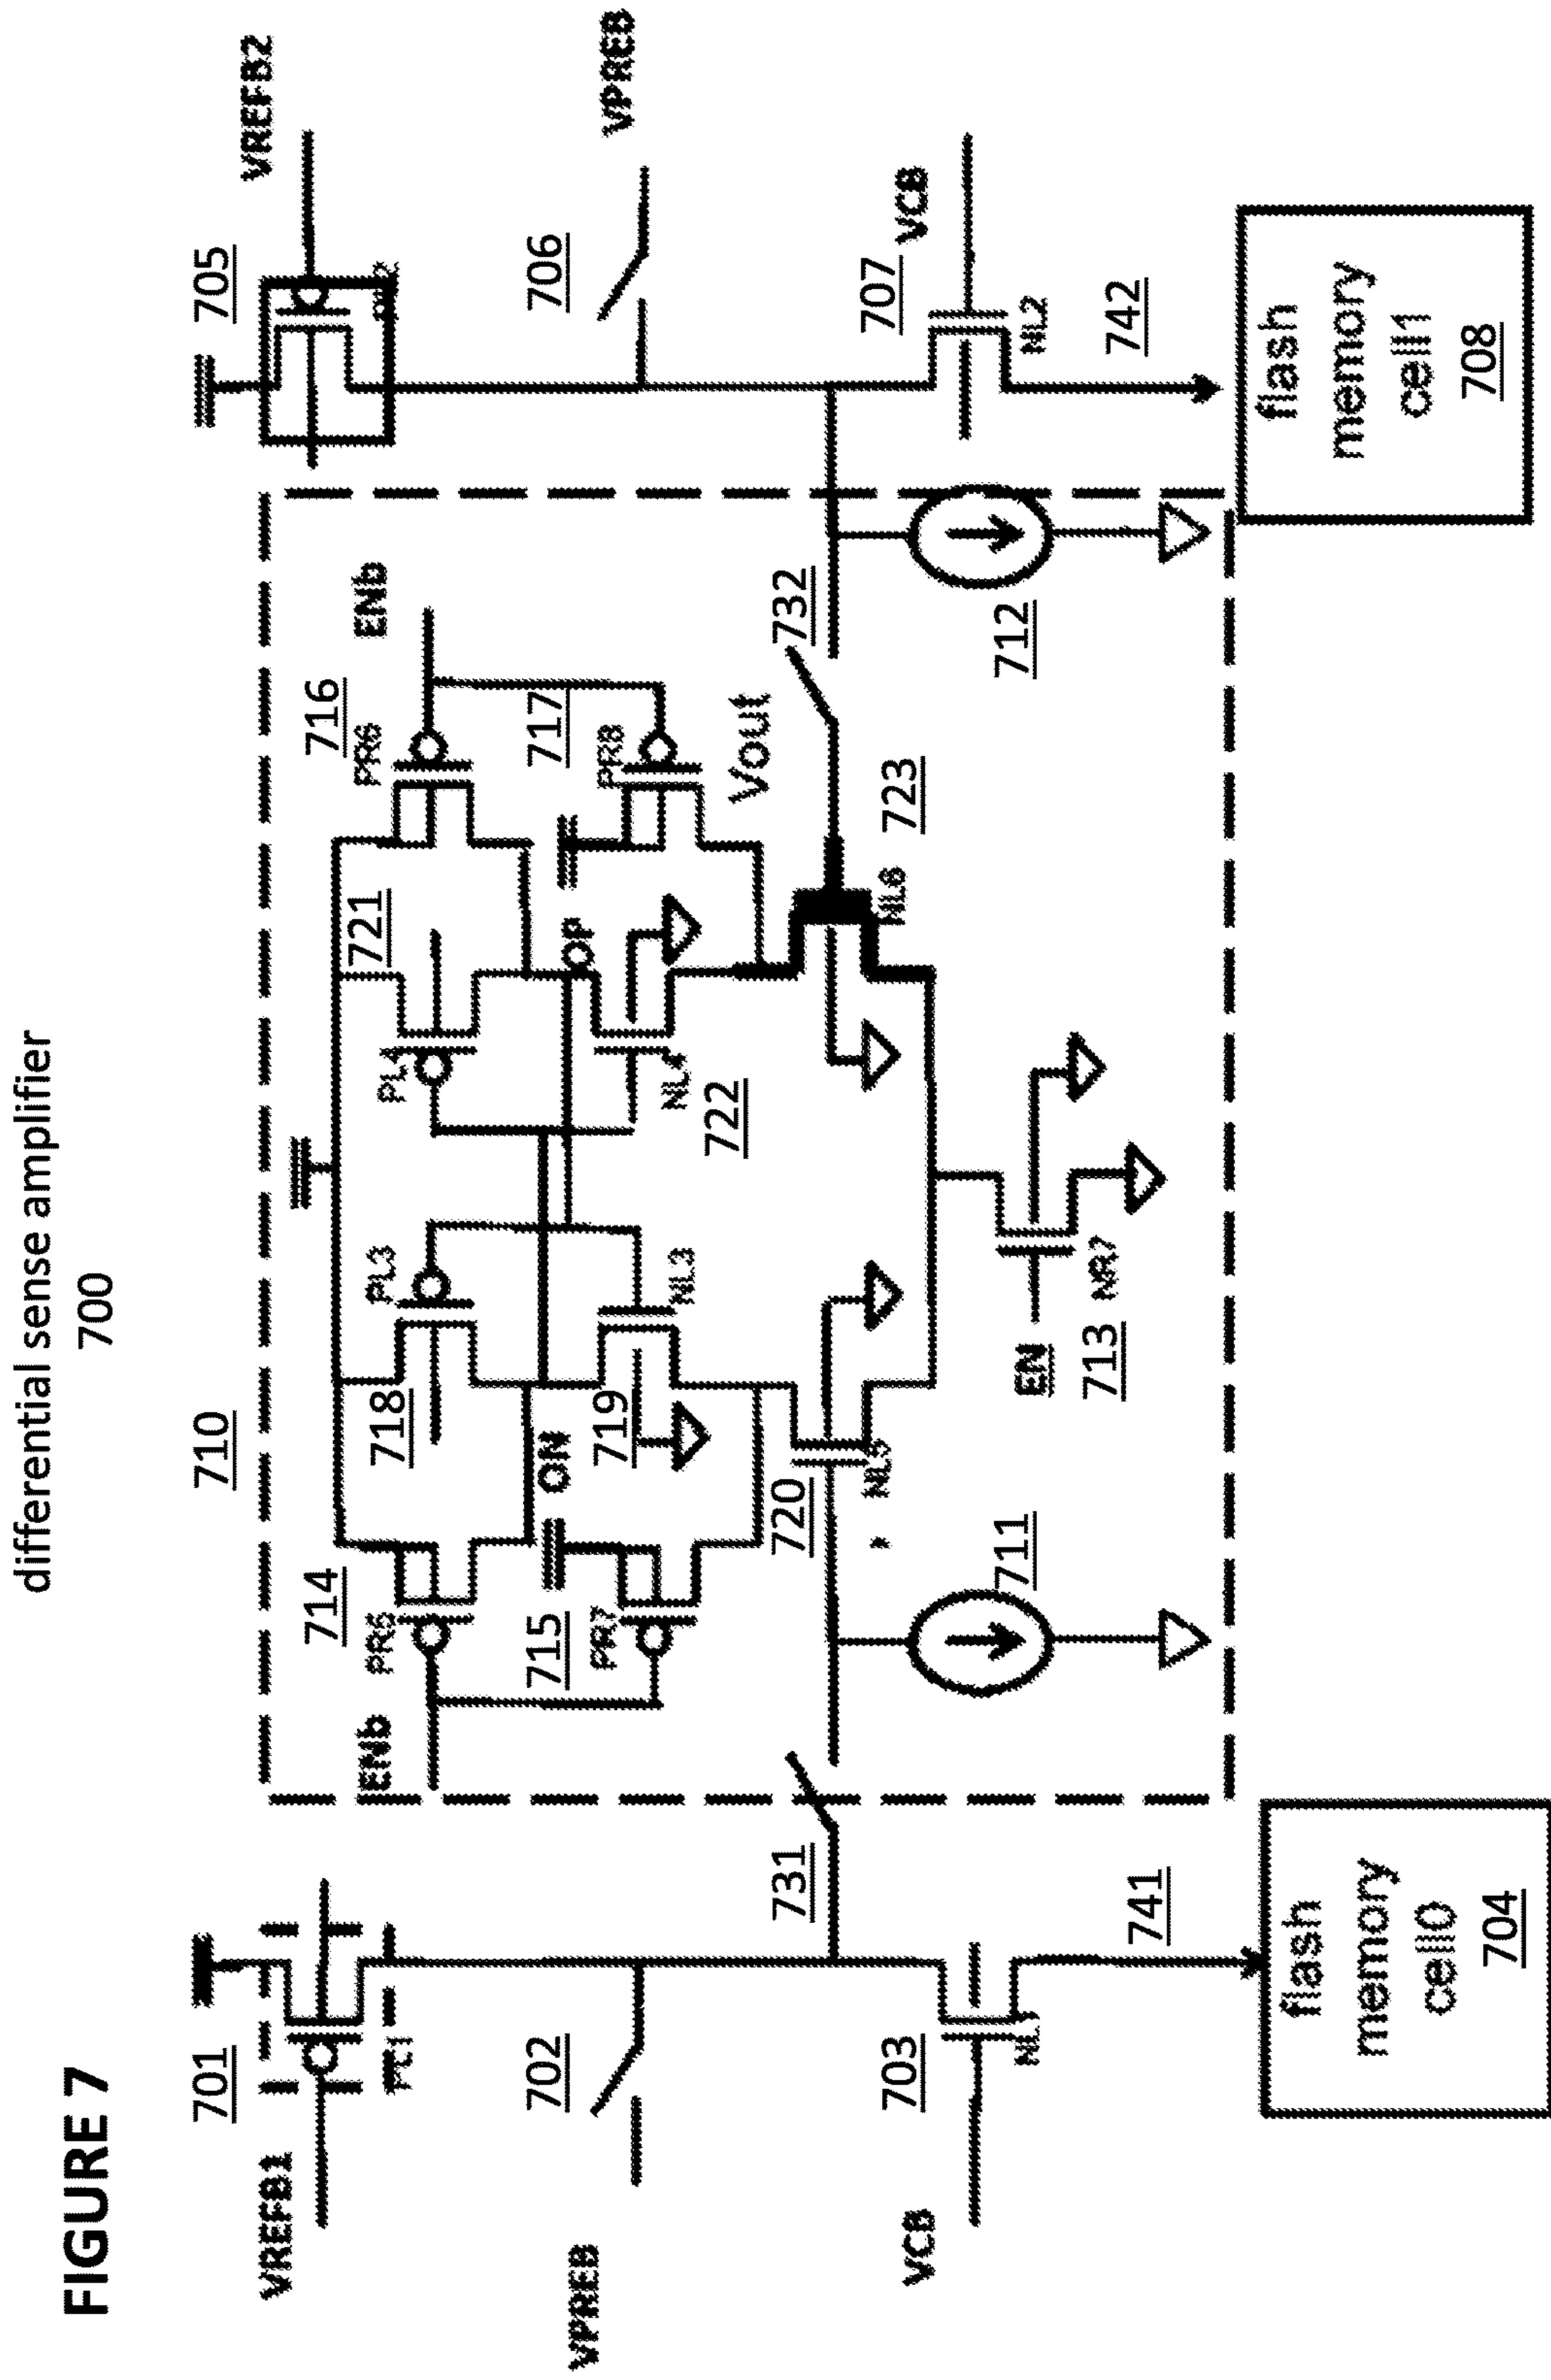 FIGURE 7
differential sense amplifier
700
VREFB1
701
PL1
VPREB
702
VCB
703
NL1
741
flash
memory
cell0
704
731
710
ENb
714
PR5
715
PR7
ON
718
PL3
719
NL3
720
NL5
711
EN
713
NR7
721
PL4
OP
NL4
722
716
PR6
ENb
717
PR8
Vout
723
NL6
732
712
VREFB2
705
706
VPREB
707
VCB
NL2
742
flash
memory
cell1
708